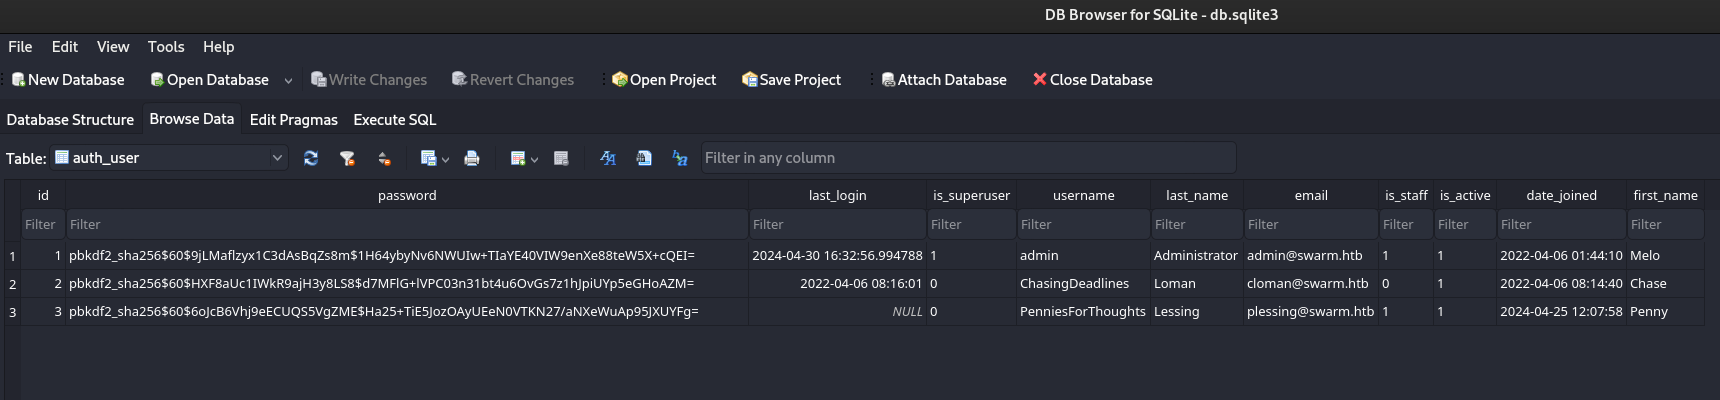 DB Browser for SQLite - db.sqlite3
File Edit View Tools Help
New Database Open Database Write Changes Revert Changes Open Project Save Project Attach Database Close Database
Database Structure Browse Data Edit Pragmas Execute SQL
Table: auth_user Filter in any column
id password last_login is_superuser username last_name email is_staff is_active date_joined first_name
Filter Filter Filter Filter Filter Filter Filter Filter Filter Filter Filter
1 1 pbkdf2_sha256$60$9jLMaflzyx1C3dAsBqZs8m$1H64ybyNv6NWUIw+TIaYE40VIW9enXe88teW5X+cQEI= 2024-04-30 16:32:56.994788 1 admin Administrator admin@swarm.htb 1 1 2022-04-06 01:44:10 Melo
2 2 pbkdf2_sha256$60$HXF8aUc1IWkR9ajH3y8LS8$d7MFlG+lVPC03n31bt4u6OvGs7z1hJpiUYp5eGHoAZM= 2022-04-06 08:16:01 0 ChasingDeadlines Loman cloman@swarm.htb 0 1 2022-04-06 08:14:40 Chase
3 3 pbkdf2_sha256$60$6oJcB6Vhj9eECUQS5VgZME$Ha25+TiE5JozOAyUEeN0VTKN27/aNXeWuAp95JXUYFg= NULL 0 PenniesForThoughts Lessing plessing@swarm.htb 1 1 2024-04-25 12:07:58 Penny